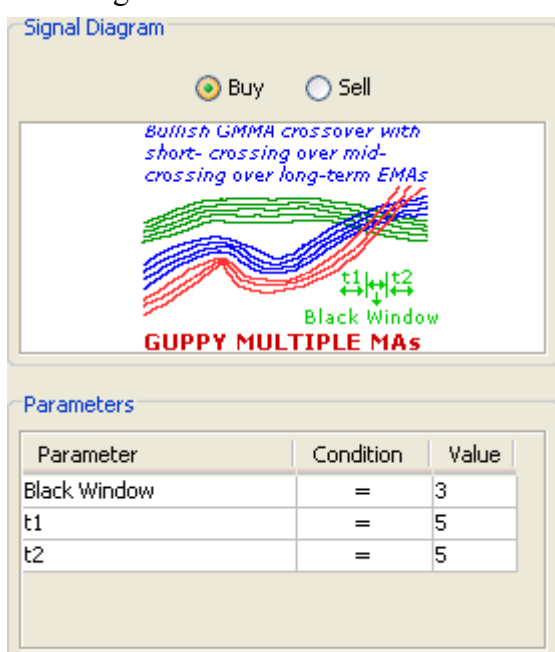 Signal Diagram
Buy Sell
Bullish GMMA crossover with
short- crossing over mid-
crossing over long-term EMAs
t1 t2
Black Window
GUPPY MULTIPLE MAs
Parameters
Parameter Condition Value
Black Window = 3
t1 = 5
t2 = 5